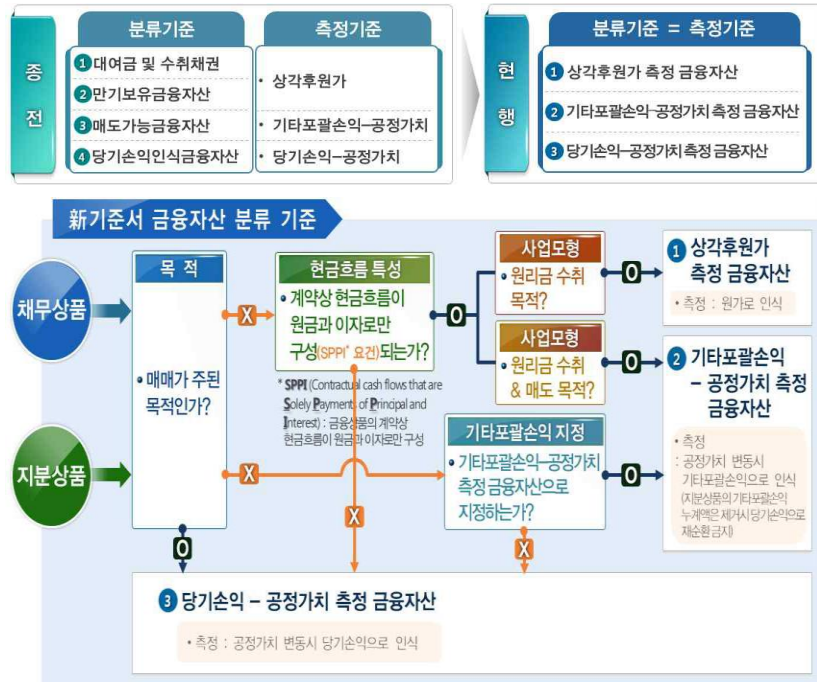 종전
분류기준
측정기준
❶ 대여금 및 수취채권
❷ 만기보유금융자산
❸ 매도가능금융자산
❹ 당기손익인식금융자산
• 상각후원가
• 기타포괄손익–공정가치
• 당기손익–공정가치
현행
분류기준 = 측정기준
❶ 상각후원가 측정 금융자산
❷ 기타포괄손익–공정가치 측정 금융자산
❸ 당기손익–공정가치 측정 금융자산
新기준서 금융자산 분류 기준
채무상품
지분상품
목 적
• 매매가 주된
목적인가?
X
현금흐름 특성
• 계약상 현금흐름이
원금과 이자로만
구성(SPPI* 요건)되는가?
* SPPI (Contractual cash flows that are
Solely Payments of Principal and
Interest) : 금융상품의 계약상
현금흐름이 원금과 이자로만 구성
O
사업모형
• 원리금 수취
목적?
O
사업모형
• 원리금 수취
& 매도 목적?
O
❶ 상각후원가
측정 금융자산
• 측정 : 원가로 인식
❷ 기타포괄손익
– 공정가치 측정
금융자산
• 측정
: 공정가치 변동시
기타포괄손익으로 인식
(지분상품의 기타포괄손익
누계액은 제거시 당기손익으로
재순환 금지)
X
기타포괄손익 지정
• 기타포괄손익–공정가치
측정 금융자산으로
지정하는가?
O
O
X
X
❸ 당기손익 – 공정가치 측정 금융자산
• 측정 : 공정가치 변동시 당기손익으로 인식